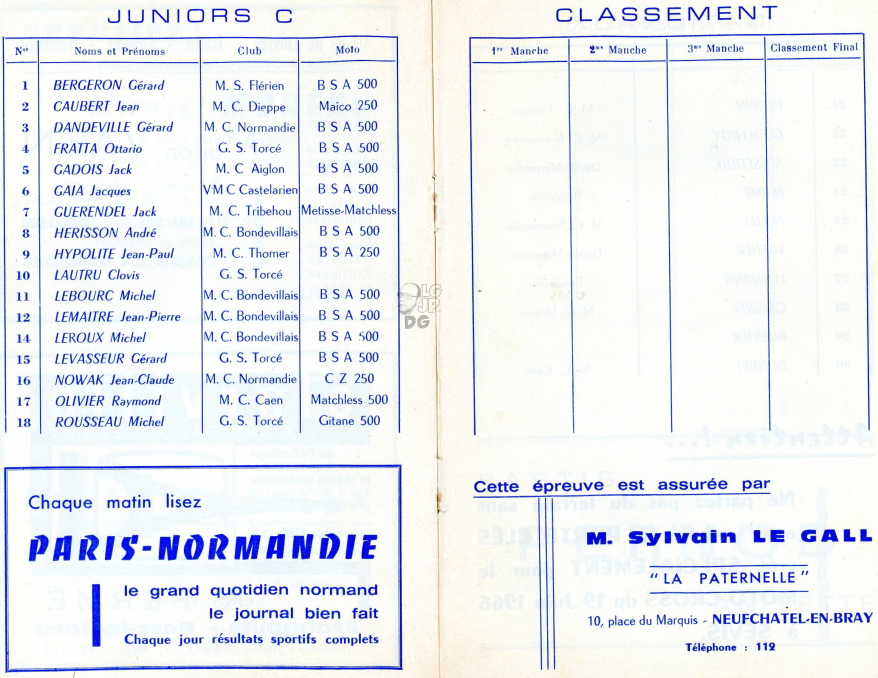 JUNIORS C
Nos Noms et Prénoms Club Moto
1 BERGERON Gérard M. S. Flérien B S A 500
2 CAUBERT Jean M. C. Dieppe Maico 250
3 DANDEVILLE Gérard M. C. Normandie B S A 500
4 FRATTA Ottario G. S. Torcé B S A 500
5 GADOIS Jack M. C Aiglon B S A 500
6 GAIA Jacques V M C Castelarien B S A 500
7 GUERENDEL Jack M. C. Tribehou Metisse-Matchless
8 HERISSON André M. C. Bondevillais B S A 500
9 HYPOLITE Jean-Paul M. C. Thomer B S A 250
10 LAUTRU Clovis G. S. Torcé
11 LEBOURC Michel M. C. Bondevillais B S A 500
12 LEMAITRE Jean-Pierre M. C. Bondevillais B S A 500
14 LEROUX Michel M. C. Bondevillais B S A 500
15 LEVASSEUR Gérard G. S. Torcé B S A 500
16 NOWAK Jean-Claude M. C. Normandie C Z 250
17 OLIVIER Raymond M. C. Caen Matchless 500
18 ROUSSEAU Michel G. S. Torcé Gitane 500
Chaque matin lisez
PARIS-NORMANDIE
le grand quotidien normand
le journal bien fait
Chaque jour résultats sportifs complets
CLASSEMENT
1re Manche 2me Manche 3me Manche Classement Final
Cette épreuve est assurée par
M. Sylvain LE GALL
"LA PATERNELLE"
10, place du Marquis - NEUFCHATEL-EN-BRAY
Téléphone : 112